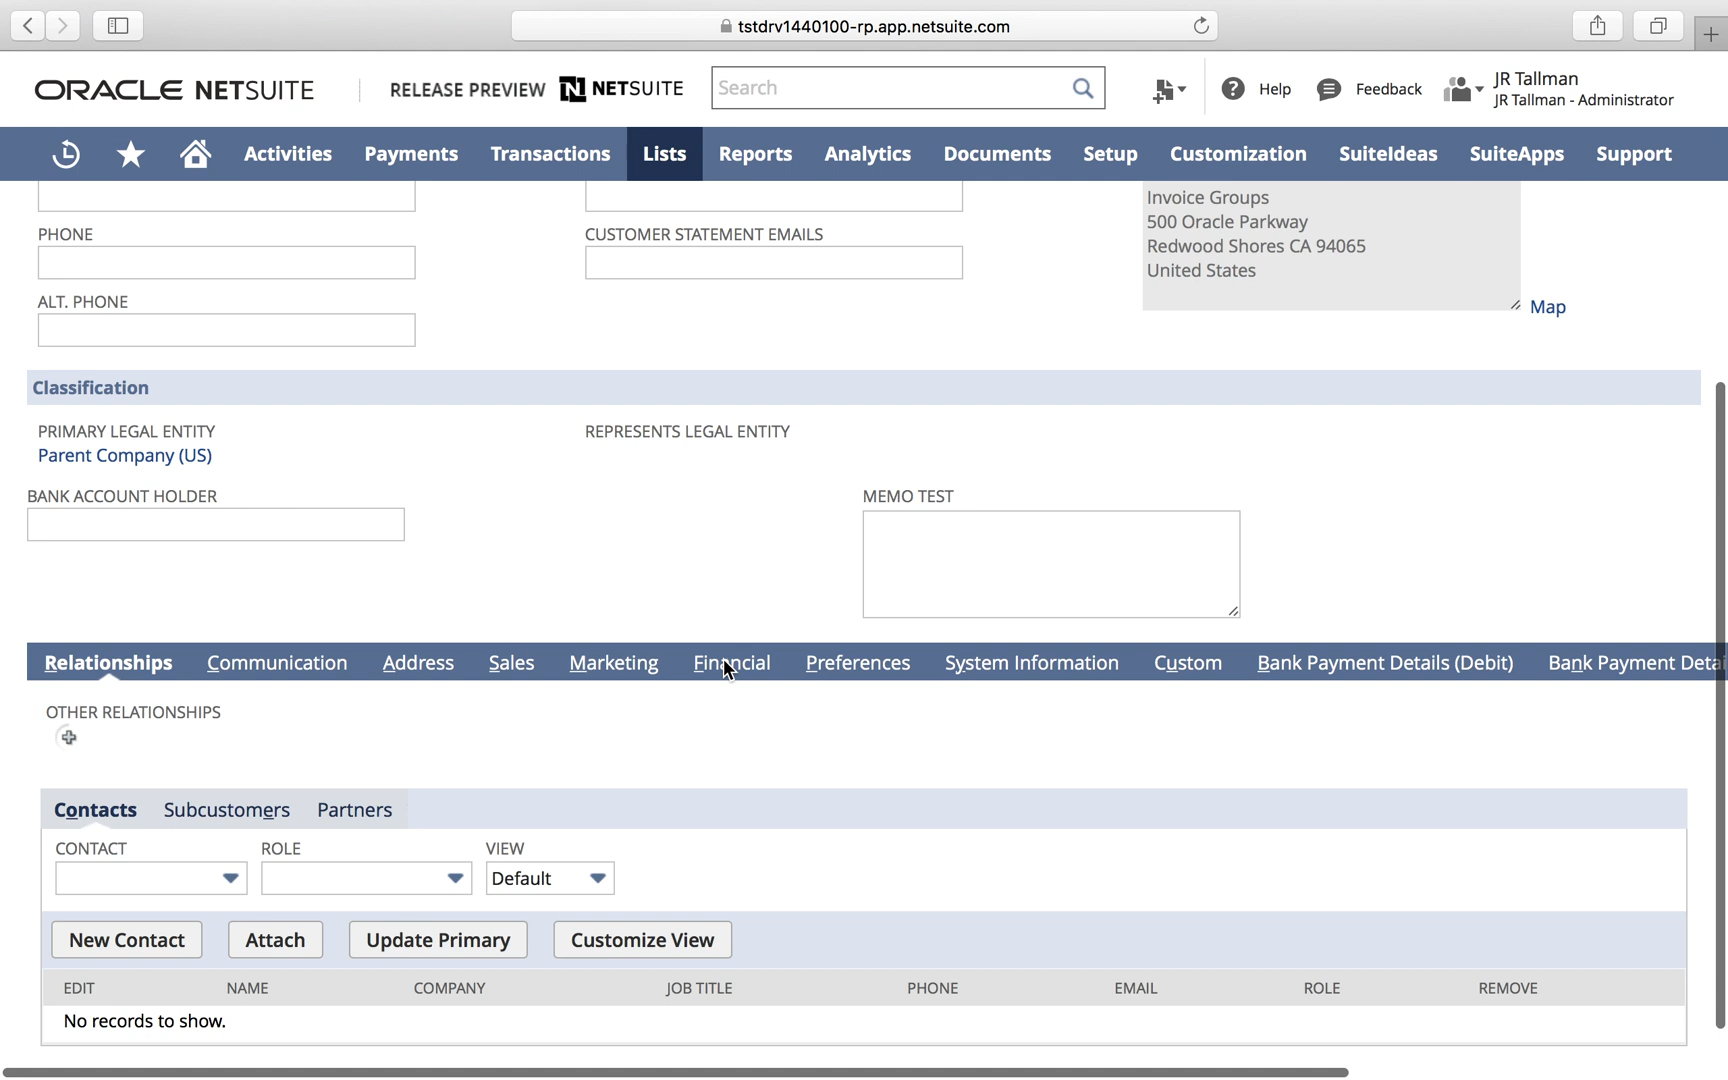 tstdrv1440100-rp.app.netsuite.com
ORACLE NETSUITE
RELEASE PREVIEW
N NETSUITE
Search
Help
Feedback
JR Tallman
JR Tallman - Administrator
Activities
Payments
Transactions
Lists
Reports
Analytics
Documents
Setup
Customization
SuiteIdeas
SuiteApps
Support
Invoice Groups
500 Oracle Parkway
Redwood Shores CA 94065
United States
Map
PHONE
CUSTOMER STATEMENT EMAILS
ALT. PHONE
Classification
PRIMARY LEGAL ENTITY
Parent Company (US)
REPRESENTS LEGAL ENTITY
BANK ACCOUNT HOLDER
MEMO TEST
Relationships
Communication
Address
Sales
Marketing
Financial
Preferences
System Information
Custom
Bank Payment Details (Debit)
Bank Payment Detai
OTHER RELATIONSHIPS
Contacts
Subcustomers
Partners
CONTACT
ROLE
VIEW
Default
New Contact
Attach
Update Primary
Customize View
EDIT
NAME
COMPANY
JOB TITLE
PHONE
EMAIL
ROLE
REMOVE
No records to show.